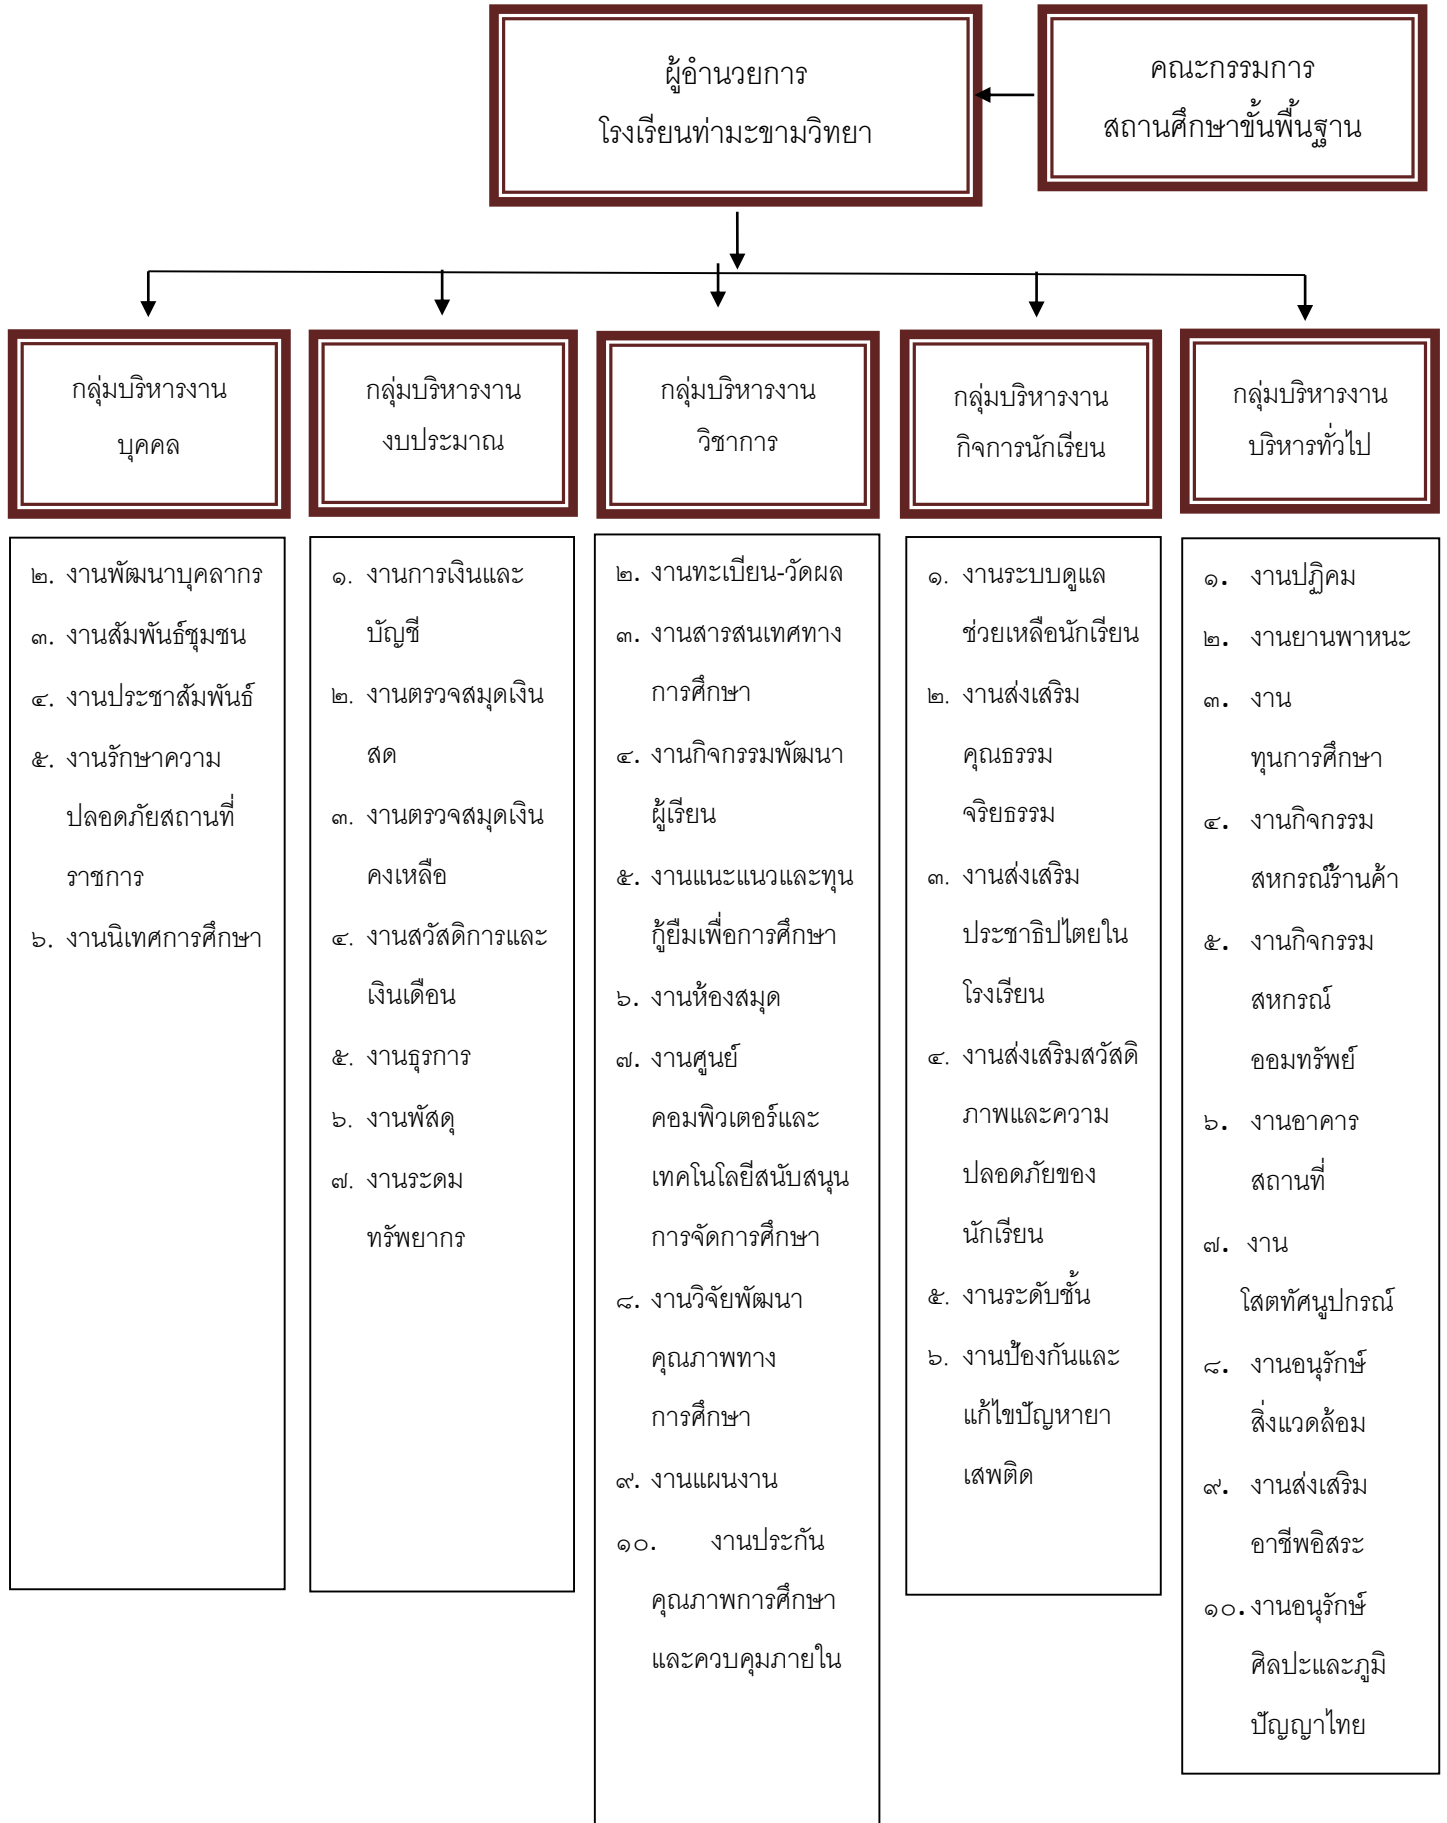 ผู้อำนวยการ
โรงเรียนท่ามะขามวิทยา
คณะกรรมการ
สถานศึกษาขั้นพื้นฐาน
กลุ่มบริหารงาน
บุคคล
กลุ่มบริหารงาน
งบประมาณ
กลุ่มบริหารงาน
วิชาการ
กลุ่มบริหารงาน
กิจการนักเรียน
กลุ่มบริหารงาน
บริหารทั่วไป
๒. งานพัฒนาบุคลากร
๓. งานสัมพันธ์ชุมชน
๔. งานประชาสัมพันธ์
๕. งานรักษาความ
ปลอดภัยสถานที่
ราชการ
๖. งานนิเทศการศึกษา
๑. งานการเงินและ
บัญชี
๒. งานตรวจสมุดเงิน
สด
๓. งานตรวจสมุดเงิน
คงเหลือ
๔. งานสวัสดิการและ
เงินเดือน
๕. งานธุรการ
๖. งานพัสดุ
๗. งานระดม
ทรัพยากร
๒. งานทะเบียน-วัดผล
๓. งานสารสนเทศทาง
การศึกษา
๔. งานกิจกรรมพัฒนา
ผู้เรียน
๕. งานแนะแนวและทุน
กู้ยืมเพื่อการศึกษา
๖. งานห้องสมุด
๗. งานศูนย์
คอมพิวเตอร์และ
เทคโนโลยีสนับสนุน
การจัดการศึกษา
๘. งานวิจัยพัฒนา
คุณภาพทาง
การศึกษา
๙. งานแผนงาน
๑๐. งานประกัน
คุณภาพการศึกษา
และควบคุมภายใน
๑. งานระบบดูแล
ช่วยเหลือนักเรียน
๒. งานส่งเสริม
คุณธรรม
จริยธรรม
๓. งานส่งเสริม
ประชาธิปไตยใน
โรงเรียน
๔. งานส่งเสริมสวัสดิ
ภาพและความ
ปลอดภัยของ
นักเรียน
๕. งานระดับชั้น
๖. งานป้องกันและ
แก้ไขปัญหายา
เสพติด
๑. งานปฏิคม
๒. งานยานพาหนะ
๓. งาน
ทุนการศึกษา
๔. งานกิจกรรม
สหกรณ์ร้านค้า
๕. งานกิจกรรม
สหกรณ์
ออมทรัพย์
๖. งานอาคาร
สถานที่
๗. งาน
โสตทัศนูปกรณ์
๘. งานอนุรักษ์
สิ่งแวดล้อม
๙. งานส่งเสริม
อาชีพอิสระ
๑๐. งานอนุรักษ์
ศิลปะและภูมิ
ปัญญาไทย